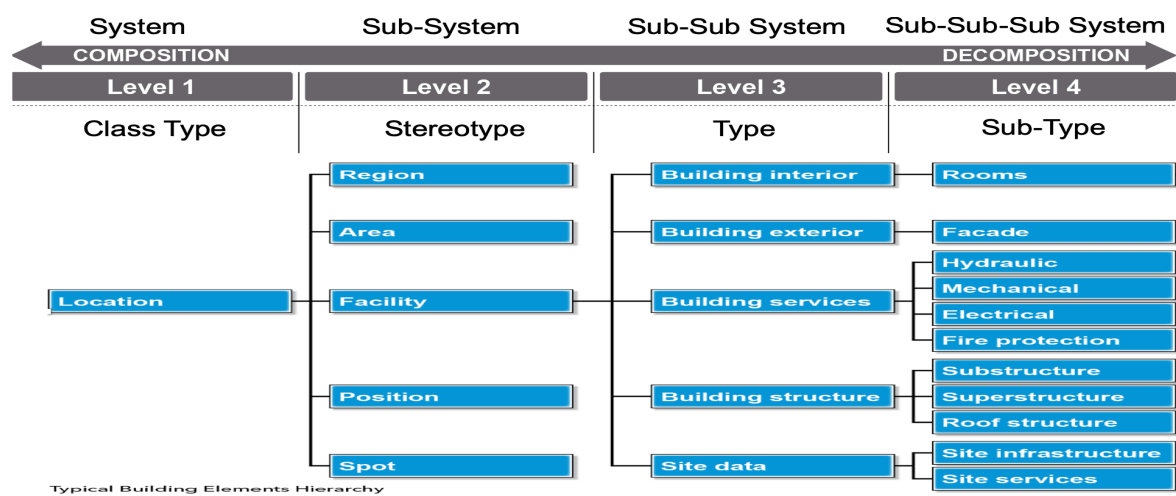 System Sub-System Sub-Sub System Sub-Sub-Sub System
COMPOSITION DECOMPOSITION
Level 1 Level 2 Level 3 Level 4
Class Type Stereotype Type Sub-Type
Region Building interior Rooms
Area Building exterior Facade
Hydraulic
Mechanical
Location Facility Building services
Electrical
Fire protection
Substructure
Position Building structure Superstructure
Roof structure
Site infrastructure
Spot Site data
Site services
Typical Building Elements Hierarchy